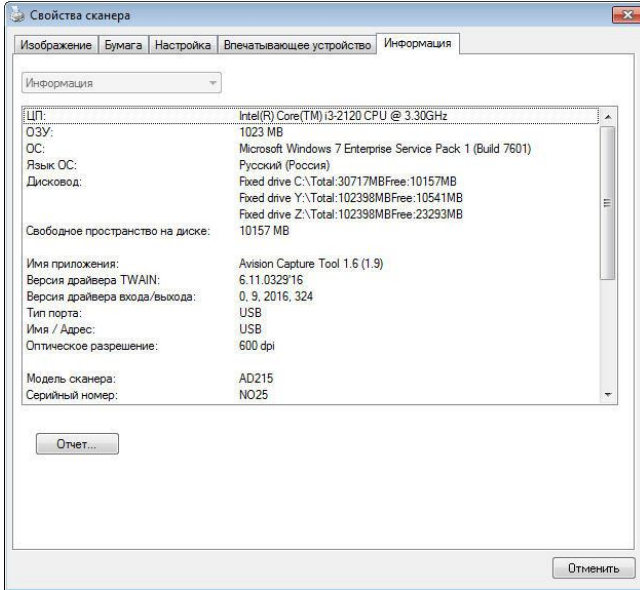 Свойства сканера
Изображение Бумага Настройка Впечатывающее устройство Информация
Информация
ЦП: Intel(R) Core(TM) i3-2120 CPU @ 3.30GHz
ОЗУ: 1023 MB
ОС: Microsoft Windows 7 Enterprise Service Pack 1 (Build 7601)
Язык ОС: Русский (Россия)
Дисковод: Fixed drive C:\Total:30717MBFree:10157MB
Fixed drive Y:\Total:102398MBFree:10541MB
Fixed drive Z:\Total:102398MBFree:23293MB
Свободное пространство на диске: 10157 MB
Имя приложения: Avision Capture Tool 1.6 (1.9)
Версия драйвера TWAIN: 6.11.0329'16
Версия драйвера входа/выхода: 0, 9, 2016, 324
Тип порта: USB
Имя / Адрес: USB
Оптическое разрешение: 600 dpi
Модель сканера: AD215
Серийный номер: NO25
Отчет...
Отменить